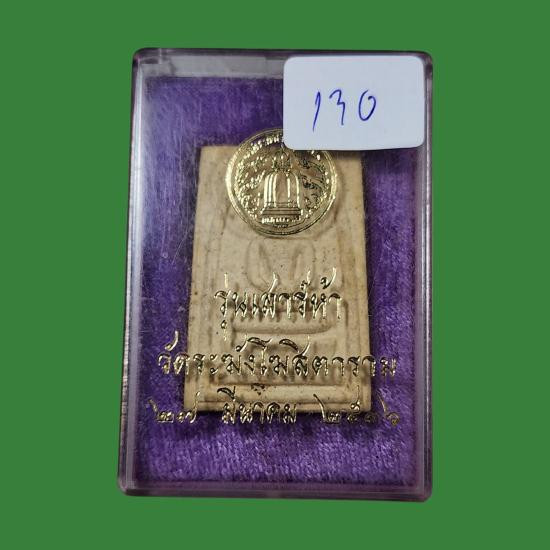 130
รุ่นเสาร์ห้า
วัดระฆังโฆสิตาราม
๒๗ มีนาคม ๒๕๓๖